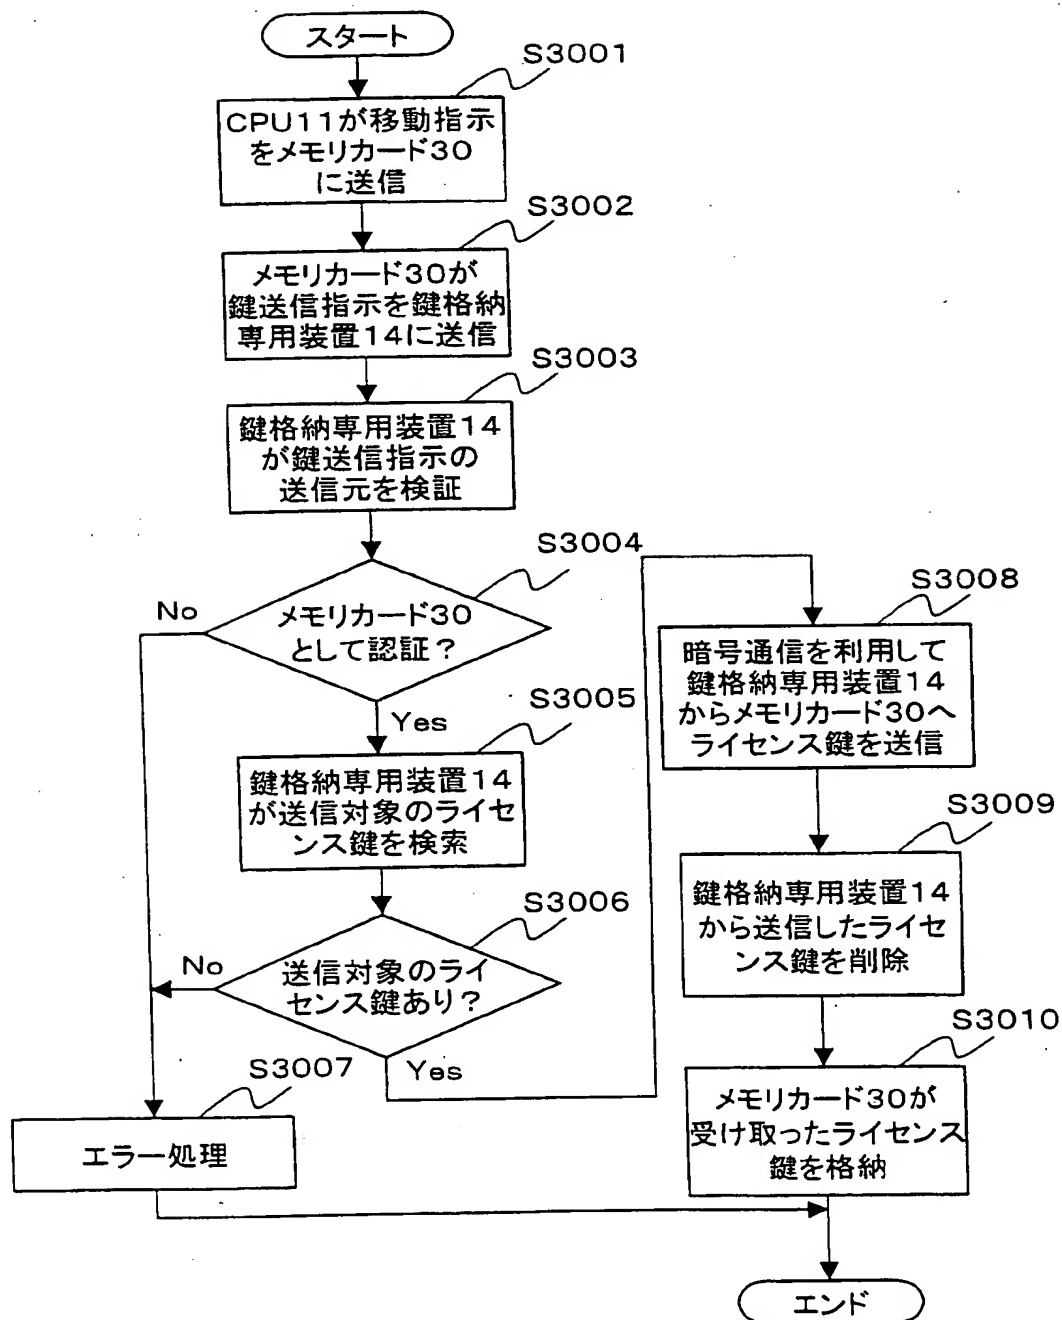 スタート
S3001
CPU11が移動指示
をメモリカード30
に送信
S3002
メモリカード30が
鍵送信指示を鍵格納
専用装置14に送信
S3003
鍵格納専用装置14
が鍵送信指示の
送信元を検証
S3004
メモリカード30
として認証？
No
Yes
S3005
鍵格納専用装置14
が送信対象のライセ
ンス鍵を検索
S3006
送信対象のライ
センス鍵あり？
No
Yes
S3007
エラー処理
S3008
暗号通信を利用して
鍵格納専用装置14
からメモリカード30へ
ライセンス鍵を送信
S3009
鍵格納専用装置14
から送信したライセ
ンス鍵を削除
S3010
メモリカード30が
受け取ったライセンス
鍵を格納
エンド